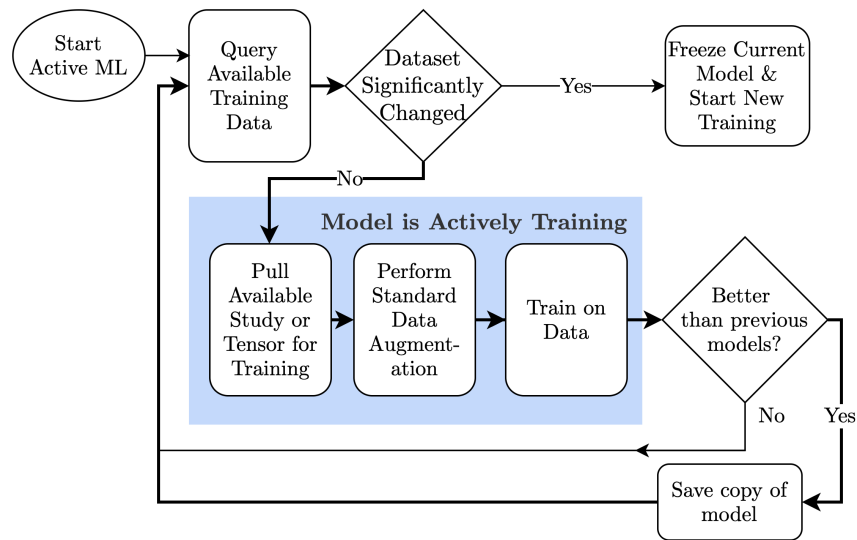 Start
Active ML
Query
Available
Training
Data
Dataset
Significantly
Changed
Yes
Freeze Current
Model &
Start New
Training
No
Model is Actively Training
Pull
Available
Study or
Tensor for
Training
Perform
Standard
Data
Augment-
ation
Train on
Data
Better
than previous
models?
No
Yes
Save copy of
model